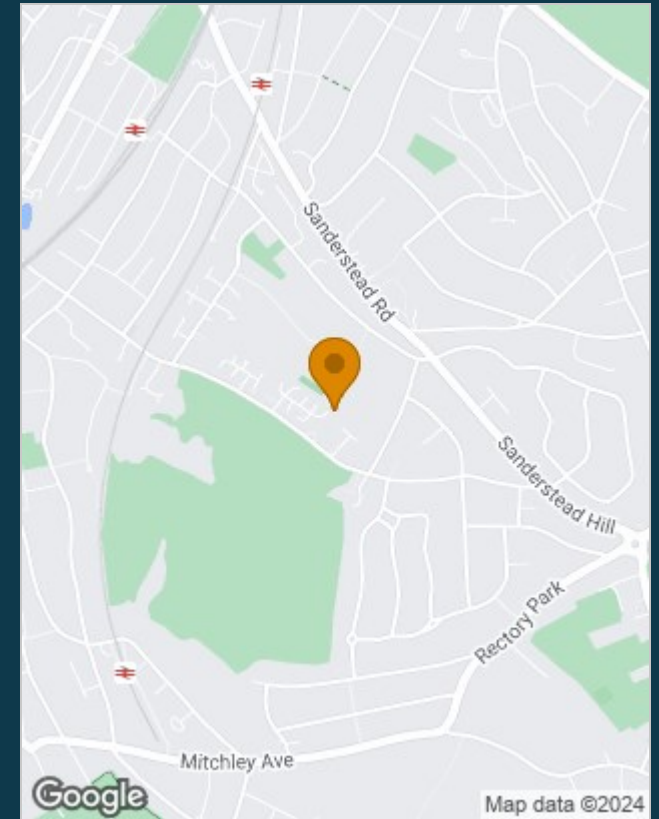 Sanderstead Rd
Sanderstead Hill
Rectory Park
Mitchley Ave
Google
Map data ©2024